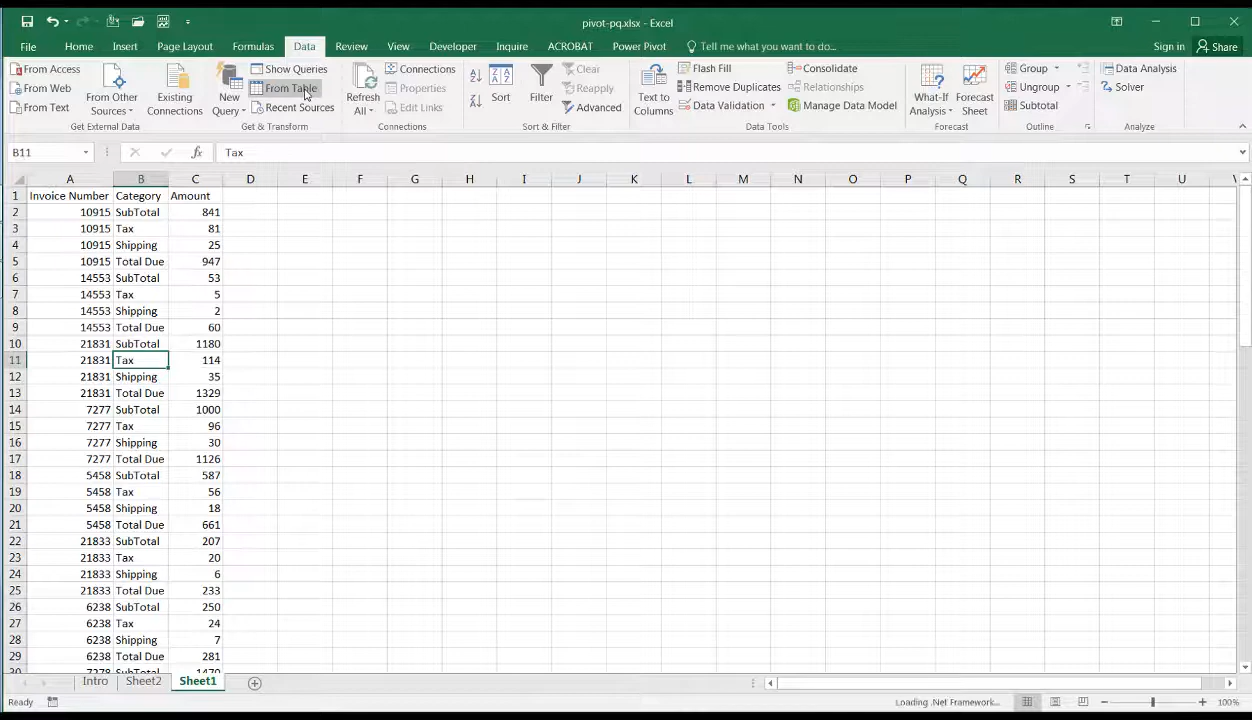 pivot-pq.xlsx - Excel
File Home Insert Page Layout Formulas Data Review View Developer Inquire ACROBAT Power Pivot Tell me what you want to do... Sign in Share
From Access
From Web
From Text
From Other Sources
Existing Connections
Get External Data
New Query
Show Queries
From Table
Recent Sources
Get & Transform
Refresh All
Connections
Properties
Edit Links
Connections
Sort
Filter
Clear
Reapply
Advanced
Sort & Filter
Text to Columns
Flash Fill
Remove Duplicates
Data Validation
Consolidate
Relationships
Manage Data Model
Data Tools
What-If Analysis
Forecast Sheet
Forecast
Group
Ungroup
Subtotal
Outline
Data Analysis
Solver
Analyze
B11 fx Tax
A B C D E F G H I J K L M N O P Q R S T U V
1 Invoice Number Category Amount
2 10915 SubTotal 841
3 10915 Tax 81
4 10915 Shipping 25
5 10915 Total Due 947
6 14553 SubTotal 53
7 14553 Tax 5
8 14553 Shipping 2
9 14553 Total Due 60
10 21831 SubTotal 1180
11 21831 Tax 114
12 21831 Shipping 35
13 21831 Total Due 1329
14 7277 SubTotal 1000
15 7277 Tax 96
16 7277 Shipping 30
17 7277 Total Due 1126
18 5458 SubTotal 587
19 5458 Tax 56
20 5458 Shipping 18
21 5458 Total Due 661
22 21833 SubTotal 207
23 21833 Tax 20
24 21833 Shipping 6
25 21833 Total Due 233
26 6238 SubTotal 250
27 6238 Tax 24
28 6238 Shipping 7
29 6238 Total Due 281
30 7278 SubTotal 1470
Intro Sheet2 Sheet1
Ready Loading .Net Framework... 100%